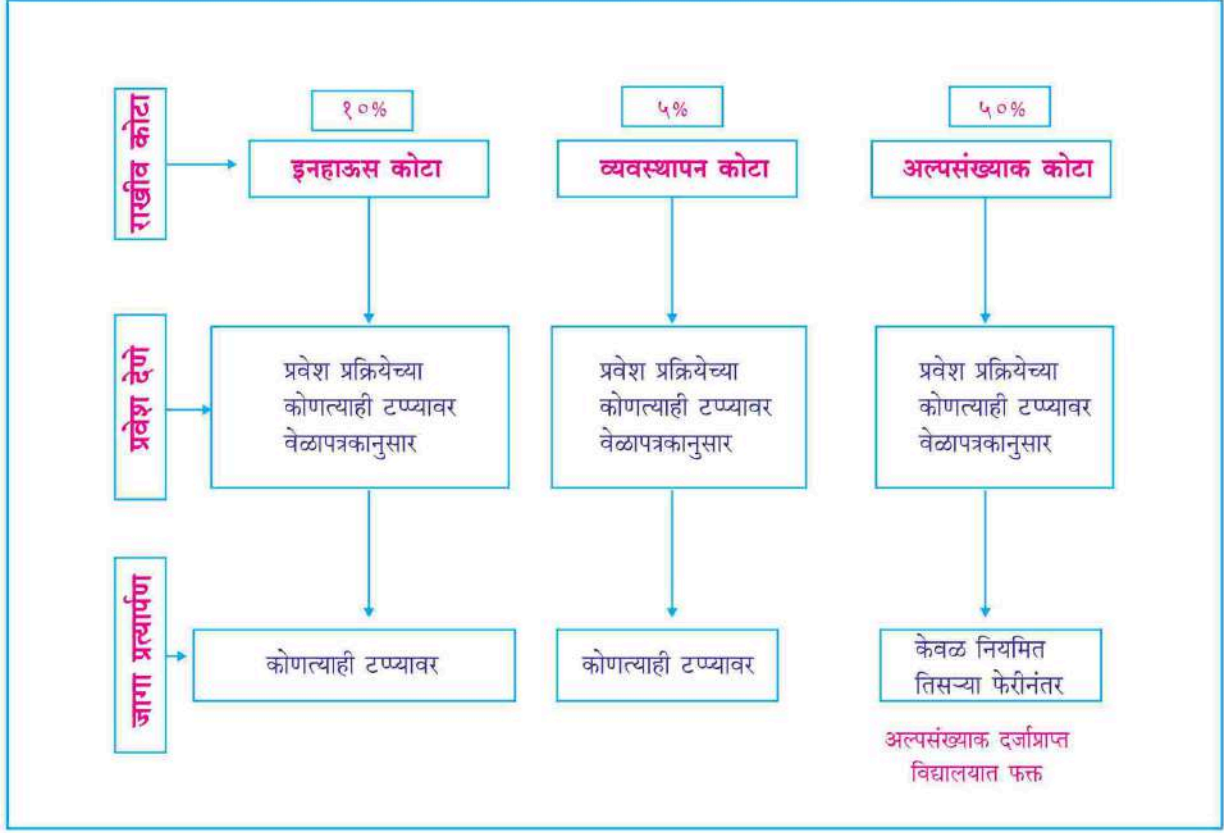 राखीव कोटा
१०%
५%
५०%
इनहाऊस कोटा
व्यवस्थापन कोटा
अल्पसंख्याक कोटा
प्रवेश देणे
प्रवेश प्रक्रियेच्या
कोणत्याही टप्प्यावर
वेळापत्रकानुसार
प्रवेश प्रक्रियेच्या
कोणत्याही टप्प्यावर
वेळापत्रकानुसार
प्रवेश प्रक्रियेच्या
कोणत्याही टप्प्यावर
वेळापत्रकानुसार
जागा प्रत्यार्पण
कोणत्याही टप्प्यावर
कोणत्याही टप्प्यावर
केवळ नियमित
तिसऱ्या फेरीनंतर
अल्पसंख्याक दर्जाप्राप्त
विद्यालयात फक्त